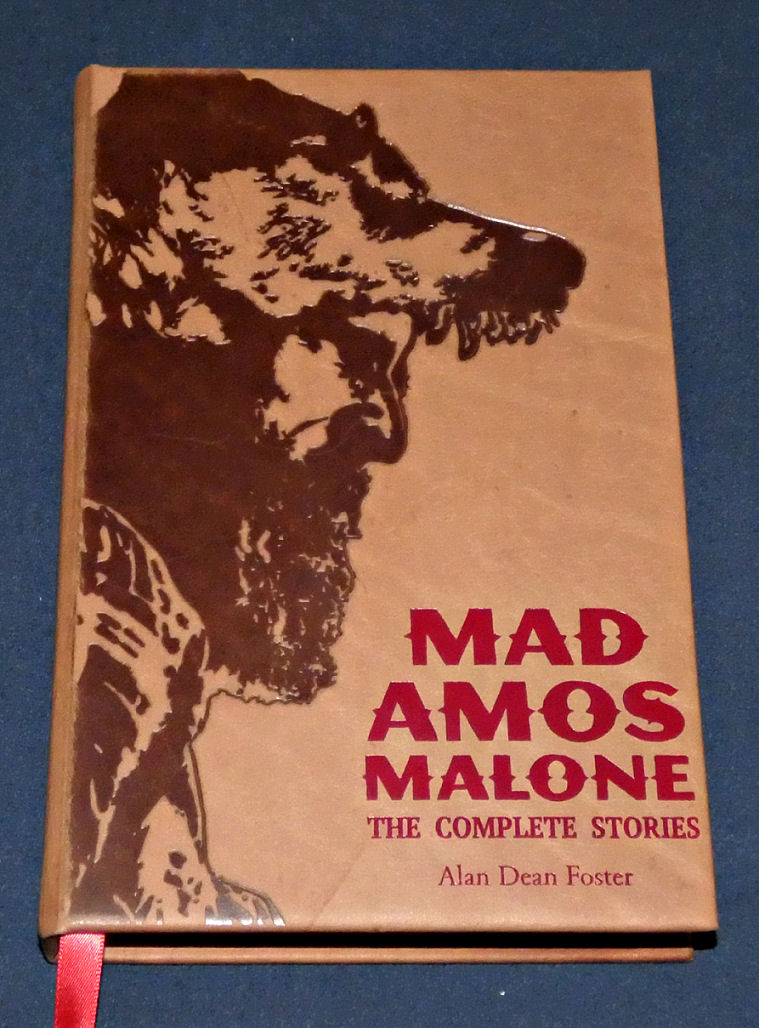 MAD
AMOS
MALONE
THE COMPLETE STORIES
Alan Dean Foster